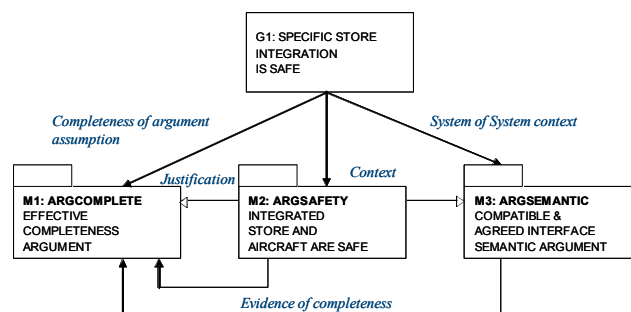 G1: SPECIFIC STORE
INTEGRATION
IS SAFE
Completeness of argument
assumption
System of System context
Justification
Context
M1: ARGCOMPLETE
EFFECTIVE
COMPLETENESS
ARGUMENT
M2: ARGSAFETY
INTEGRATED
STORE AND
AIRCRAFT ARE SAFE
M3: ARGSEMANTIC
COMPATIBLE &
AGREED INTERFACE
SEMANTIC ARGUMENT
Evidence of completeness